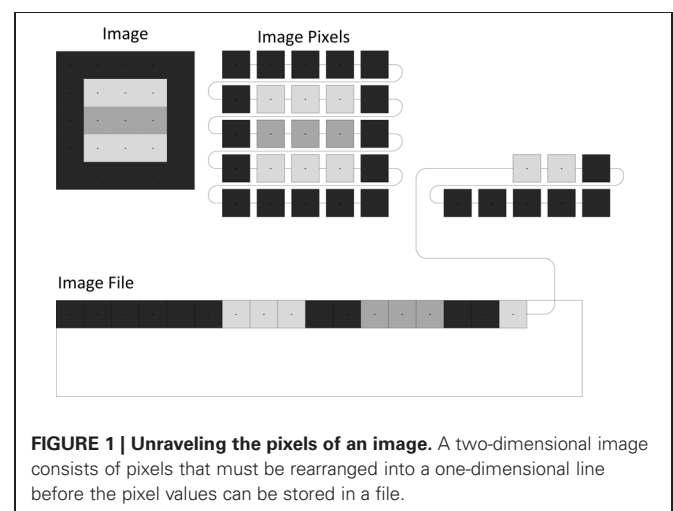 Image
Image Pixels
Image File
FIGURE 1 | Unraveling the pixels of an image. A two-dimensional image
consists of pixels that must be rearranged into a one-dimensional line
before the pixel values can be stored in a file.